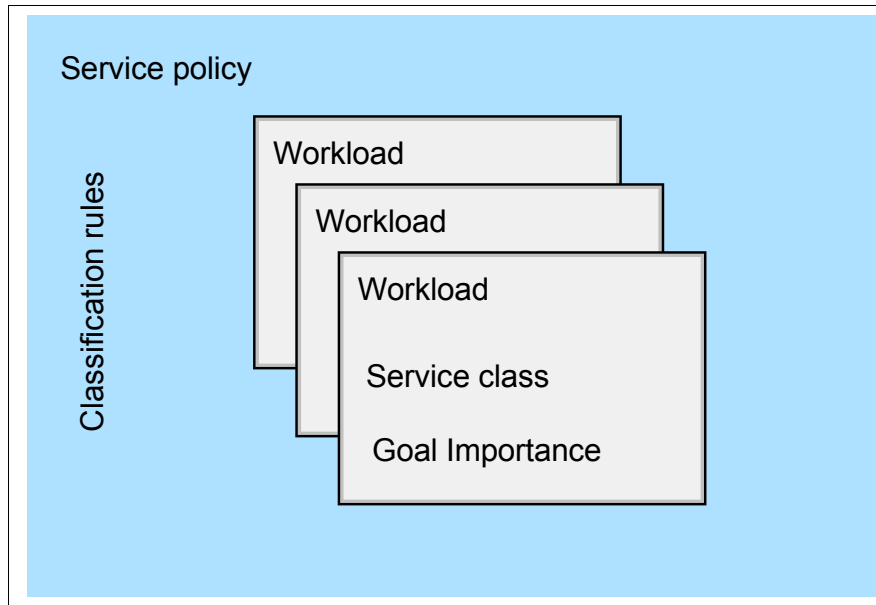 Service policy
Classification rules
Workload
Workload
Workload
Service class
Goal Importance